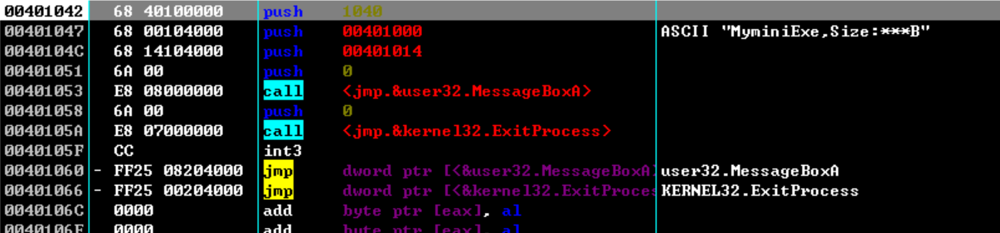 00401042 68 40100000 push 1040
00401047 68 00104000 push 00401000 ASCII "MyminiExe,Size:***B"
0040104C 68 14104000 push 00401014
00401051 6A 00 push 0
00401053 E8 08000000 call <jmp.&user32.MessageBoxA>
00401058 6A 00 push 0
0040105A E8 07000000 call <jmp.&kernel32.ExitProcess>
0040105F CC int3
00401060 - FF25 08204000 jmp dword ptr [<&user32.MessageBoxA user32.MessageBoxA
00401066 - FF25 00204000 jmp dword ptr [<&kernel32.ExitProces KERNEL32.ExitProcess
0040106C 0000 add byte ptr [eax], al
0040106E 0000 add byte ptr [eax], al